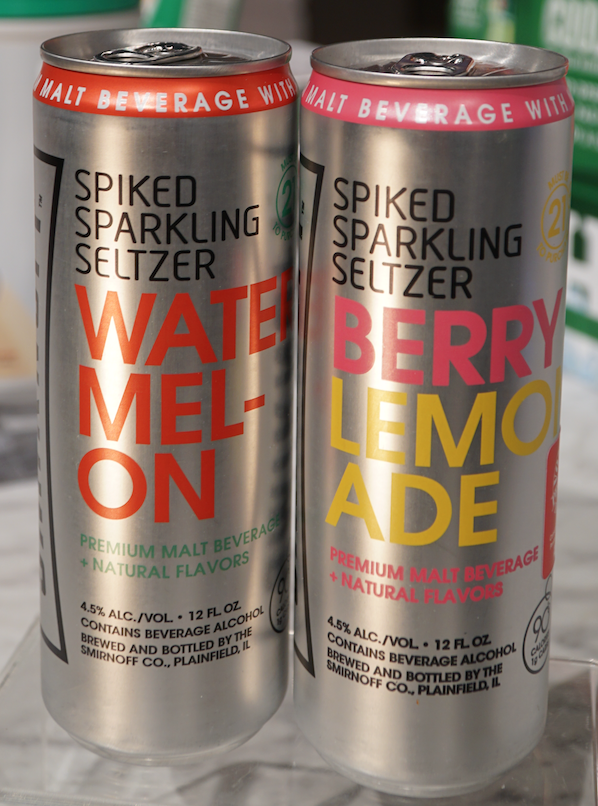 MALT BEVERAGE WITH
SPIKED
SPARKLING
SELTZER
WATER
MEL-
ON
PREMIUM MALT BEVERAGE
+ NATURAL FLAVORS
4.5% ALC./VOL. • 12 FL. OZ.
CONTAINS BEVERAGE ALCOHOL
BREWED AND BOTTLED BY THE
SMIRNOFF CO., PLAINFIELD, IL
MALT BEVERAGE WITH
SPIKED
SPARKLING
SELTZER
BERRY
LEMO
ADE
PREMIUM MALT BEVERAGE
+ NATURAL FLAVORS
4.5% ALC./VOL. • 12 FL. OZ.
CONTAINS BEVERAGE ALCOHOL
BREWED AND BOTTLED BY THE
SMIRNOFF CO., PLAINFIELD, IL
90